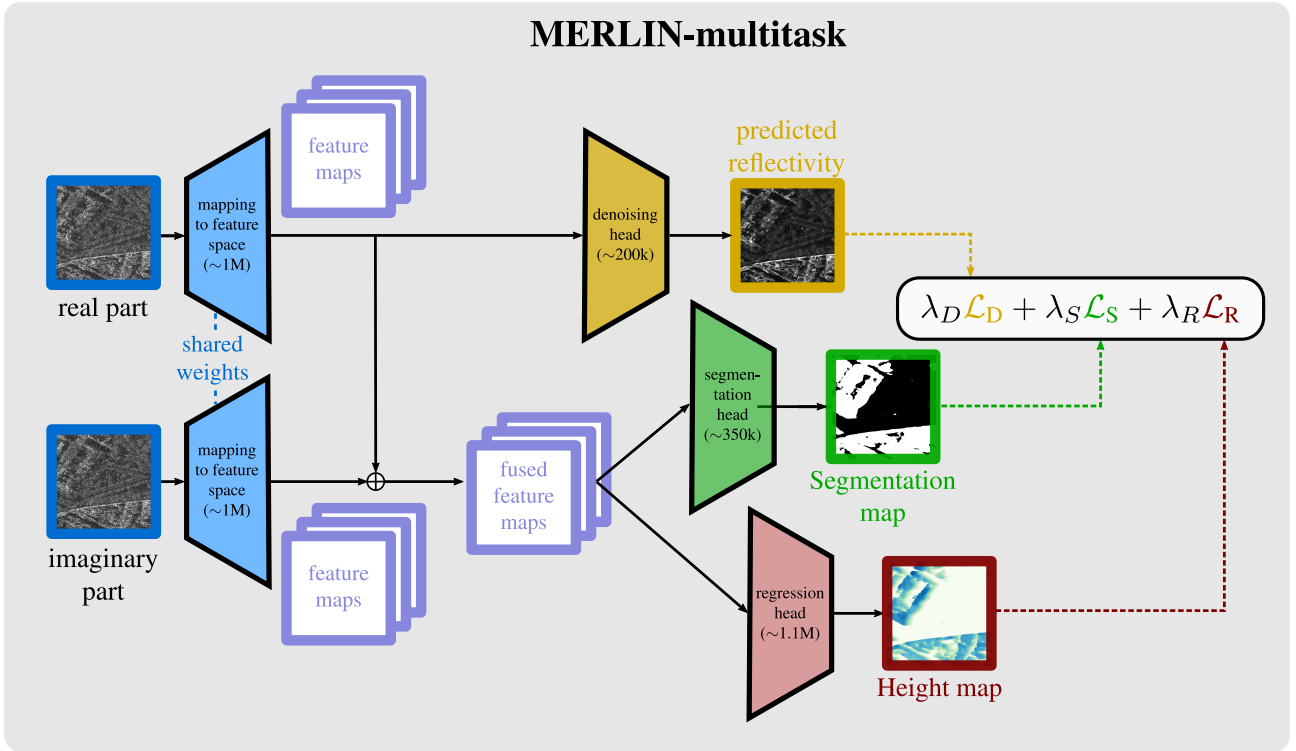 MERLIN-multitask
feature
maps
mapping
to feature
space
(∼1M)
real part
denoising
head
(∼200k)
predicted
reflectivity
λ_D ℒ_D + λ_S ℒ_S + λ_R ℒ_R
shared
weights
mapping
to feature
space
(∼1M)
imaginary
part
feature
maps
fused
feature
maps
segmen-
tation
head
(∼350k)
Segmentation
map
regression
head
(∼1.1M)
Height map